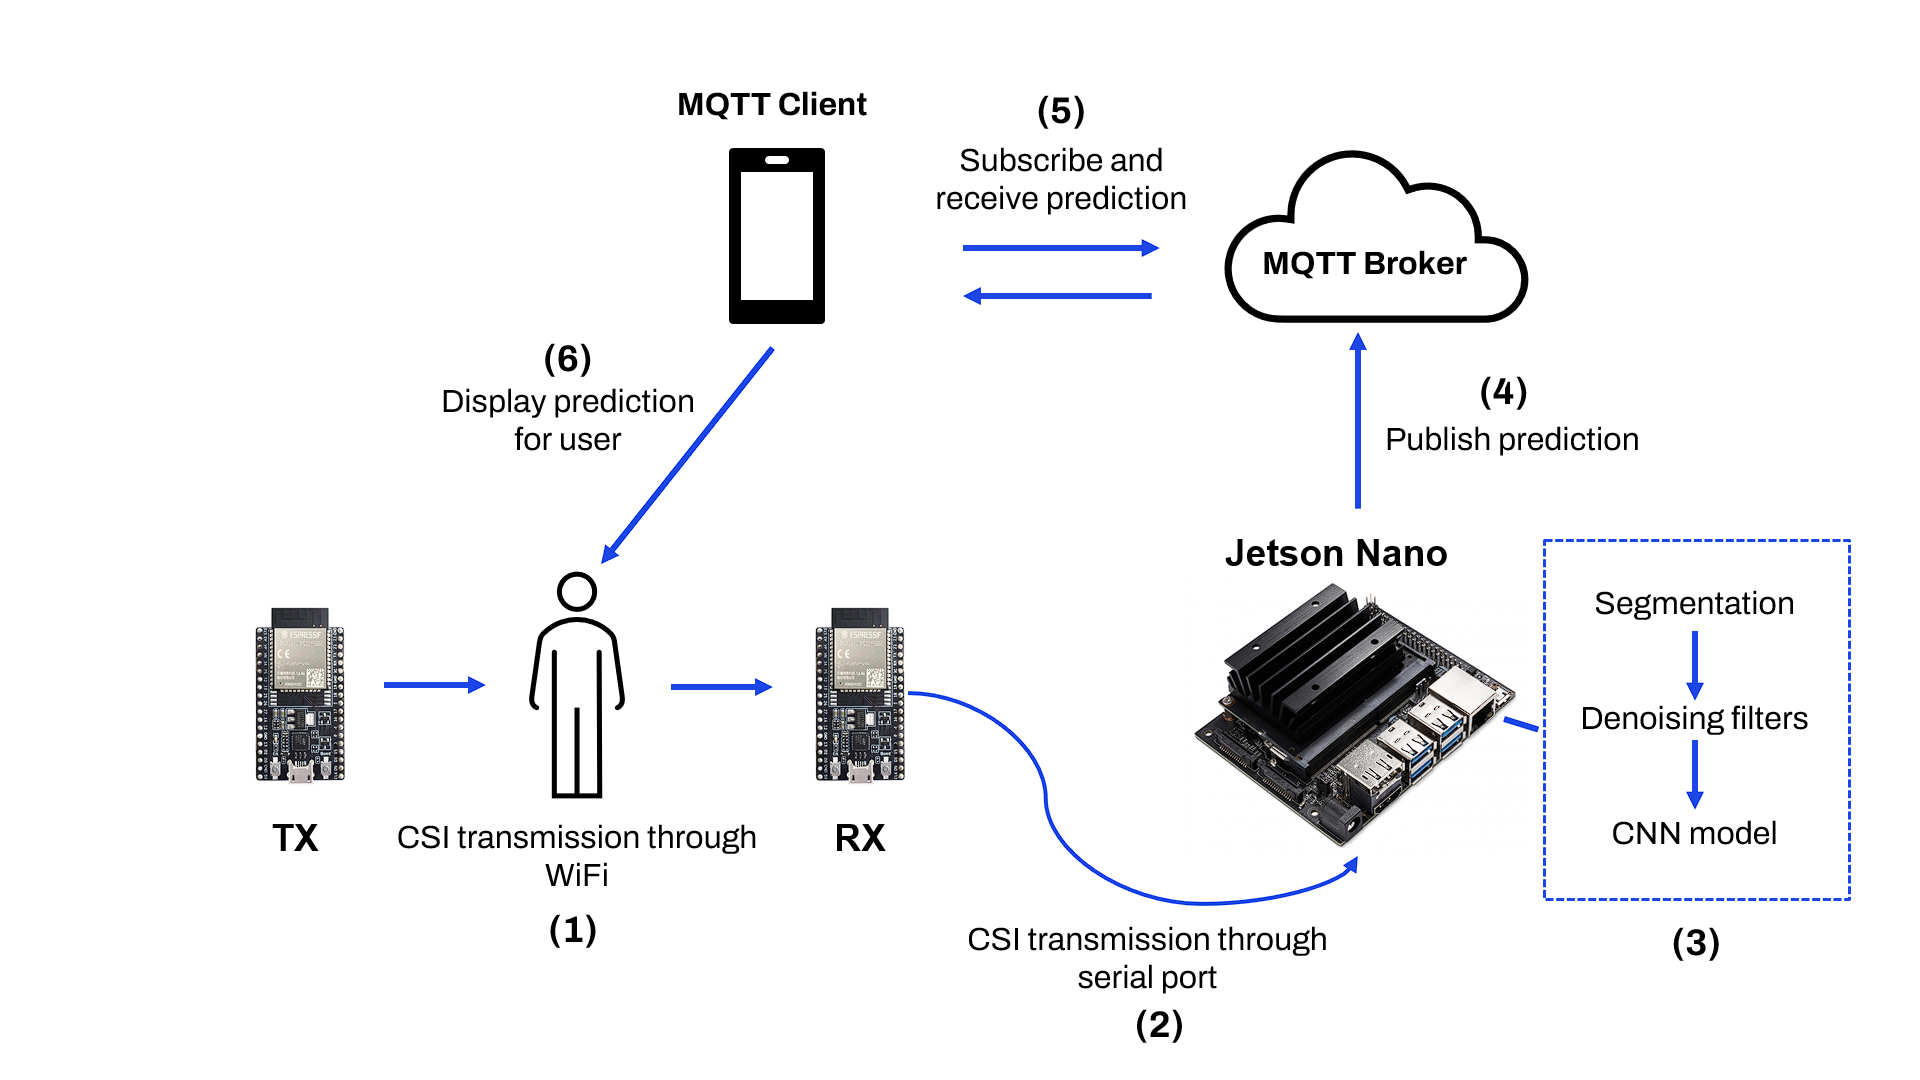 MQTT Client
(5)
Subscribe and
receive prediction
MQTT Broker
(6)
Display prediction
for user
(4)
Publish prediction
Jetson Nano
Segmentation
Denoising filters
CNN model
(3)
ESPRESSIF
ESPRESSIF
TX
CSI transmission through
WiFi
(1)
RX
CSI transmission through
serial port
(2)